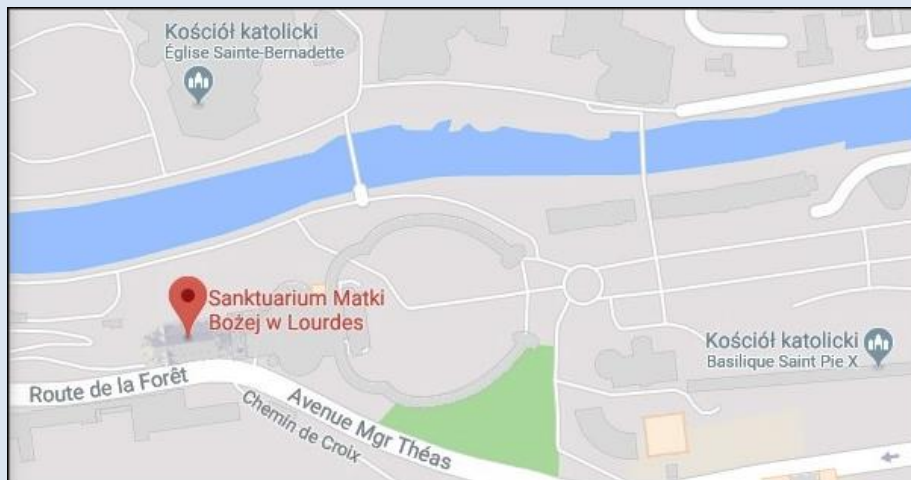 Kościół katolicki
Église Sainte-Bernadette
Sanktuarium Matki
Bożej w Lourdes
Kościół katolicki
Basilique Saint Pie X
Route de la Forêt
Avenue Mgr Théas
Chemin de Croix